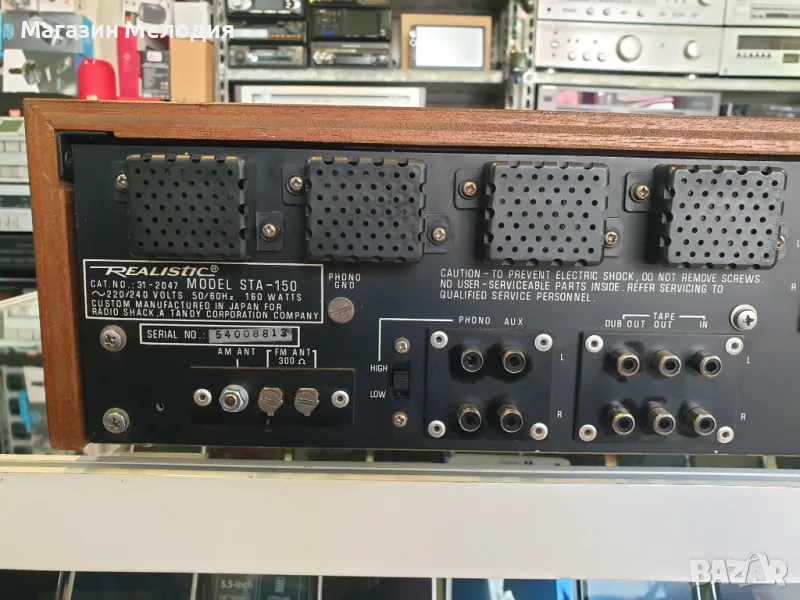 Магазин Мелодия
REALISTIC®
CAT. NO.: 31-2047 MODEL STA-150
~220/240 VOLTS 50/60Hz 160 WATTS
CUSTOM MANUFACTURED IN JAPAN FOR
RADIO SHACK, A TANDY CORPORATION COMPANY
SERIAL NO.: 54008813
PHONO
GND
CAUTION - TO PREVENT ELECTRIC SHOCK, DO NOT REMOVE SCREWS.
NO USER-SERVICEABLE PARTS INSIDE. REFER SERVICING TO
QUALIFIED SERVICE PERSONNEL.
AM ANT
FM ANT
300 Ω
HIGH
LOW
PHONO AUX
L
R
TAPE
DUB OUT OUT IN
L
R
L
R
5.5-inch
BAZAR